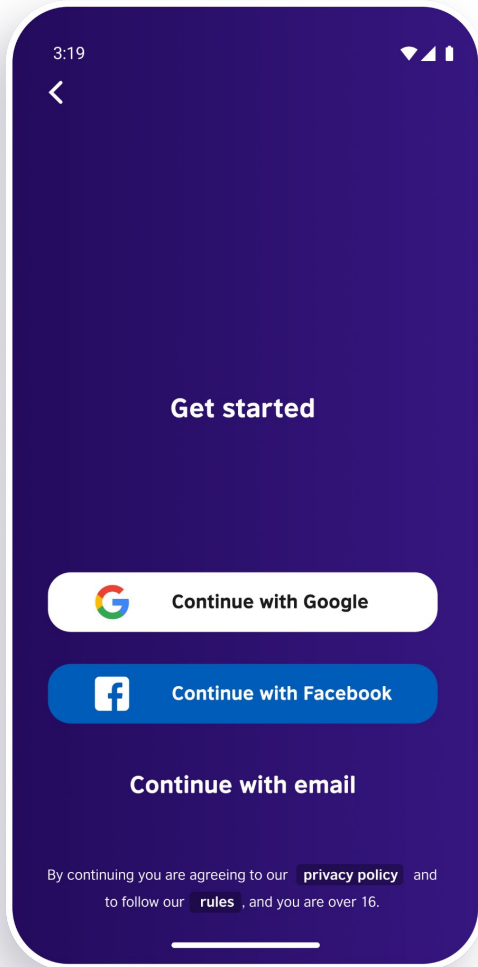 3:19
Get started
Continue with Google
Continue with Facebook
Continue with email
By continuing you are agreeing to our privacy policy and
to follow our rules , and you are over 16.